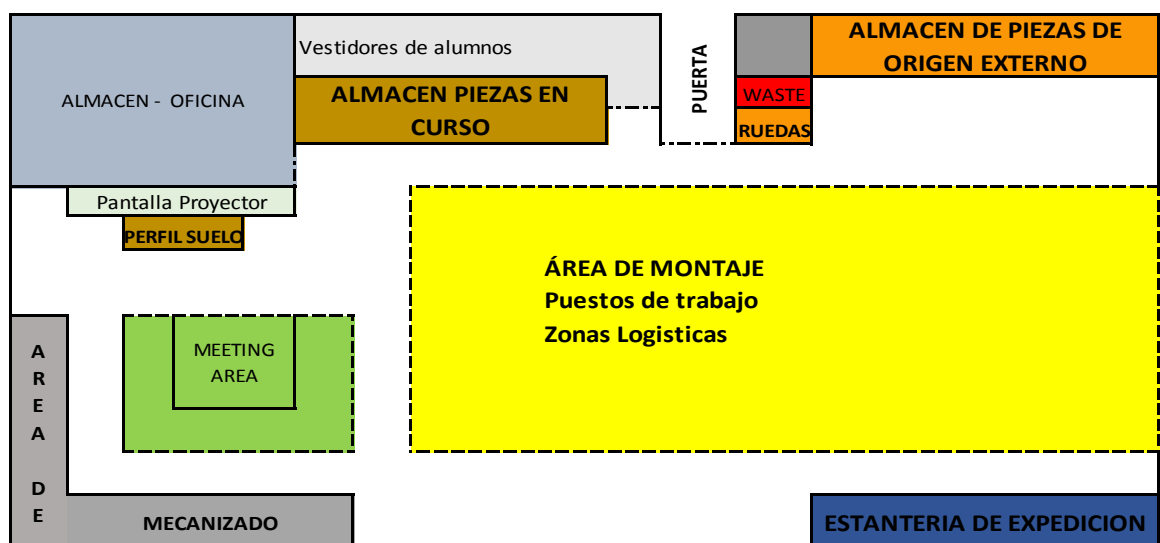 ALMACEN - OFICINA
Vestidores de alumnos
ALMACEN PIEZAS EN
CURSO
PUERTA
WASTE
RUEDAS
ALMACEN DE PIEZAS DE
ORIGEN EXTERNO
Pantalla Proyector
PERFIL SUELO
ÁREA DE MONTAJE
Puestos de trabajo
Zonas Logisticas
MEETING
AREA
A
R
E
A
D
E
MECANIZADO
ESTANTERIA DE EXPEDICION